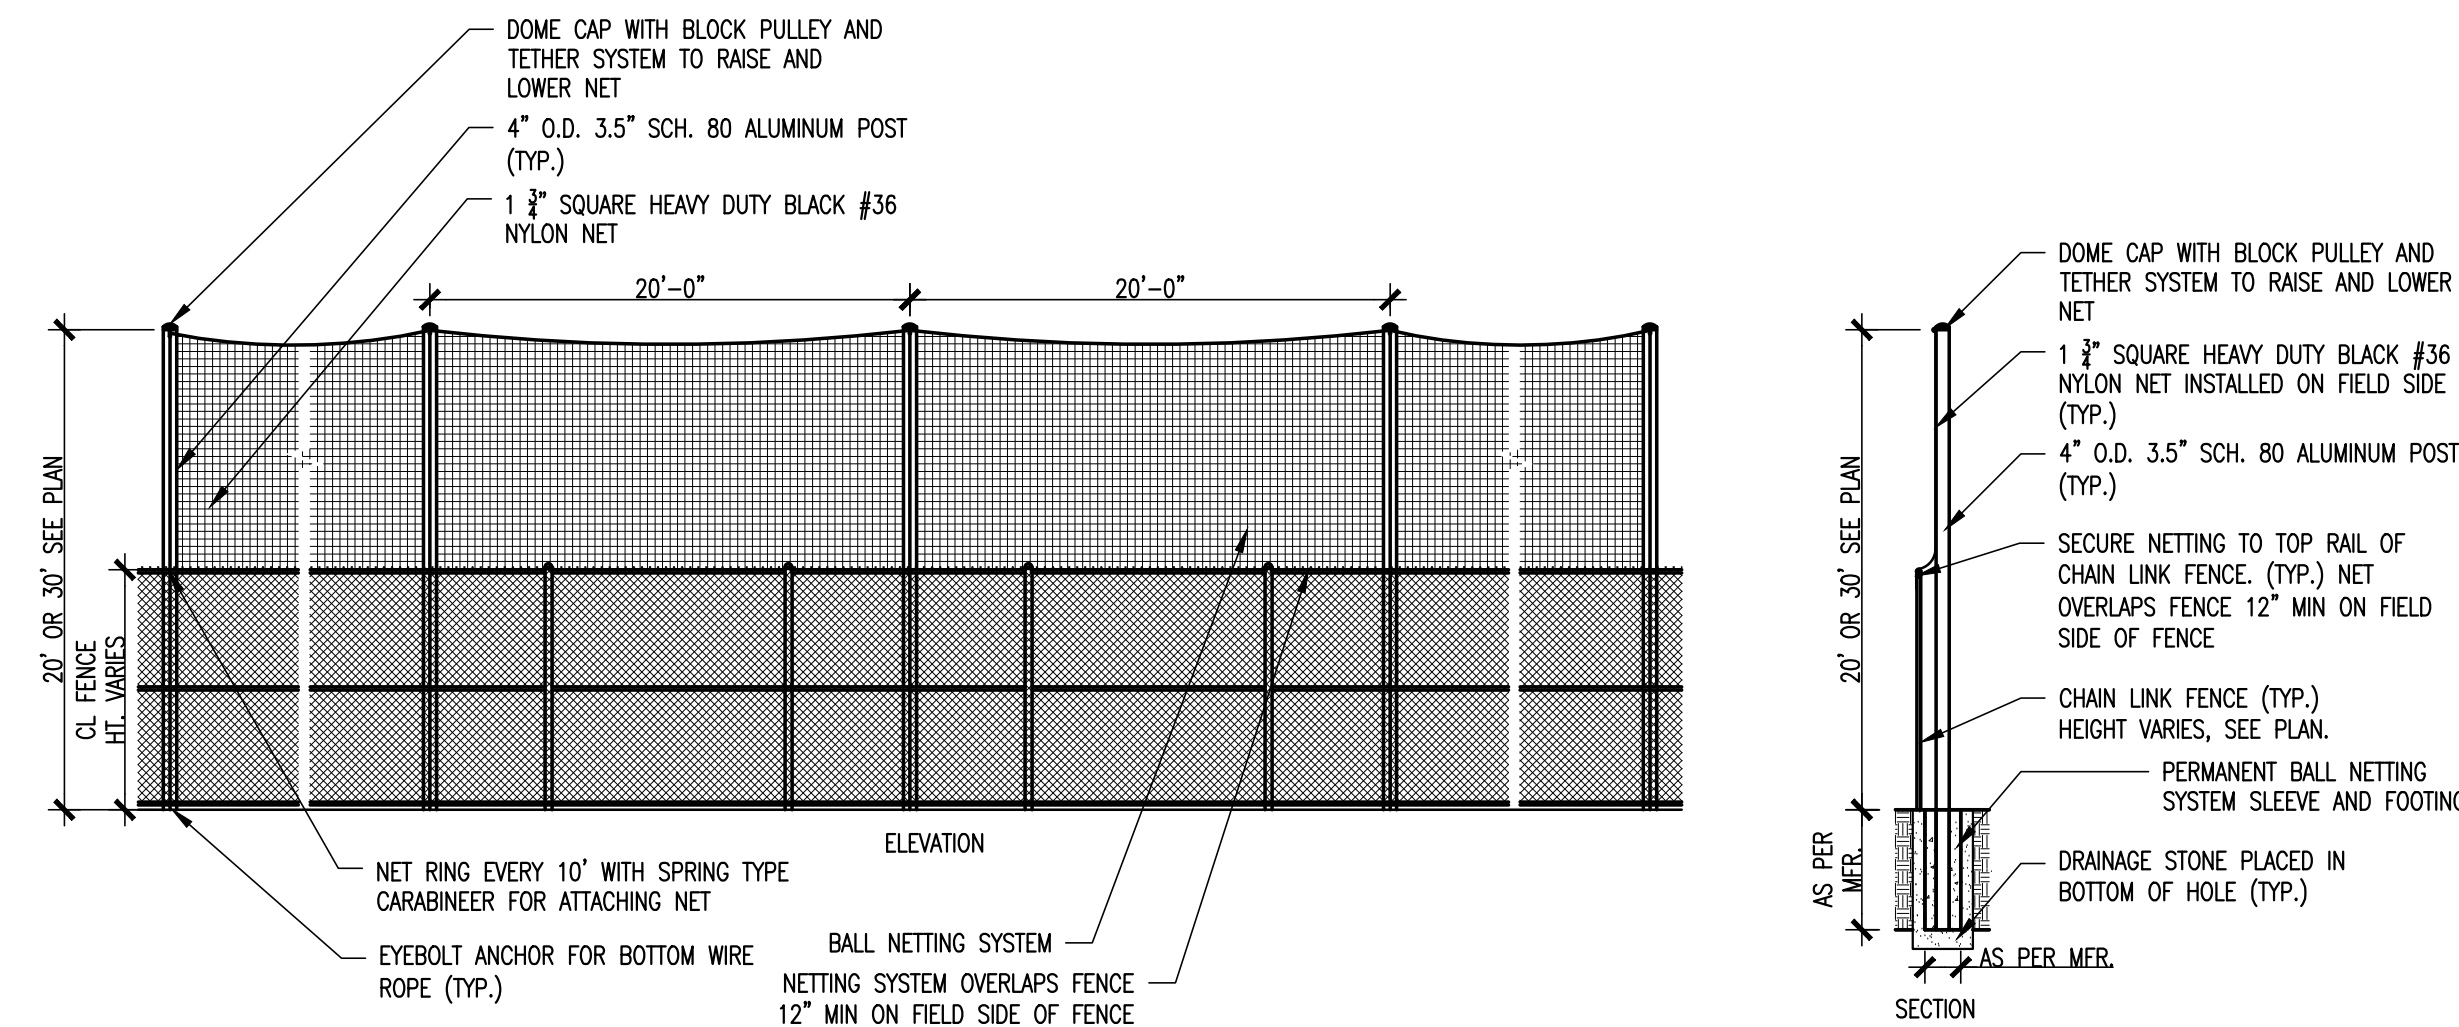 DOME CAP WITH BLOCK PULLEY AND
TETHER SYSTEM TO RAISE AND
LOWER NET
4" O.D. 3.5" SCH. 80 ALUMINUM POST
(TYP.)
1 3/4" SQUARE HEAVY DUTY BLACK #36
NYLON NET
20'-0"
20'-0"
20' OR 30' SEE PLAN
CL FENCE
HT. VARIES
ELEVATION
NET RING EVERY 10' WITH SPRING TYPE
CARABINEER FOR ATTACHING NET
EYEBOLT ANCHOR FOR BOTTOM WIRE
ROPE (TYP.)
BALL NETTING SYSTEM
NETTING SYSTEM OVERLAPS FENCE
12" MIN ON FIELD SIDE OF FENCE
DOME CAP WITH BLOCK PULLEY AND
TETHER SYSTEM TO RAISE AND LOWER
NET
1 3/4" SQUARE HEAVY DUTY BLACK #36
NYLON NET INSTALLED ON FIELD SIDE
(TYP.)
4" O.D. 3.5" SCH. 80 ALUMINUM POST
(TYP.)
20' OR 30' SEE PLAN
SECURE NETTING TO TOP RAIL OF
CHAIN LINK FENCE. (TYP.) NET
OVERLAPS FENCE 12" MIN ON FIELD
SIDE OF FENCE
CHAIN LINK FENCE (TYP.)
HEIGHT VARIES, SEE PLAN.
PERMANENT BALL NETTING
SYSTEM SLEEVE AND FOOTING
AS PER
MFR.
DRAINAGE STONE PLACED IN
BOTTOM OF HOLE (TYP.)
AS PER MFR.
SECTION